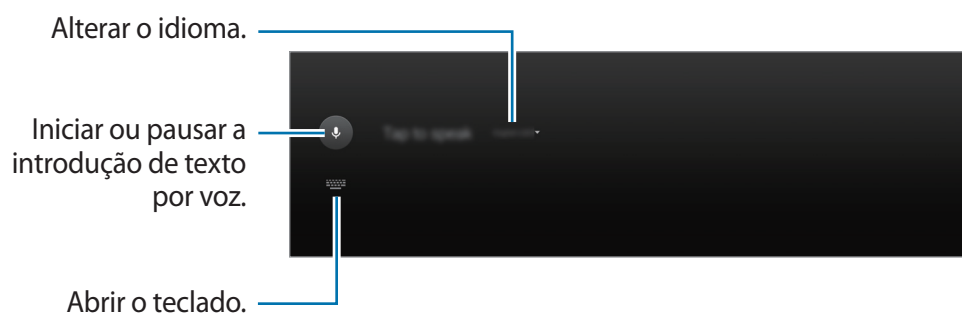 Alterar o idioma.
Iniciar ou pausar a
introdução de texto
por voz.
Tap to speak
Abrir o teclado.